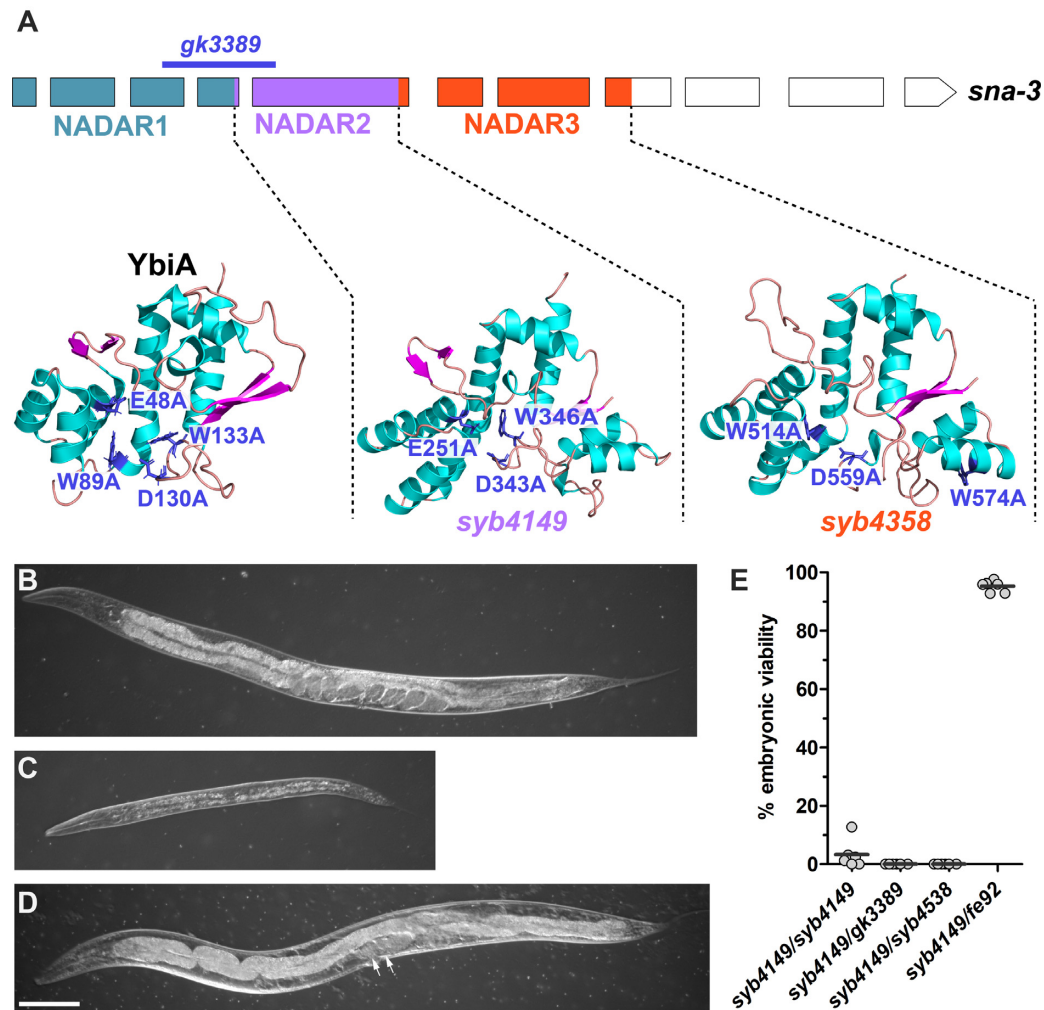 A
gk3389
sna-3
NADAR1
NADAR2
NADAR3
YbiA
E48A
W133A
W89A
D130A
W346A
E251A
D343A
syb4149
W514A
D559A
W574A
syb4358
B
C
D
E
% embryonic viability
100
80
60
40
20
0
syb4149/syb4149
syb4149/gk3389
syb4149/syb4538
syb4149/fe92